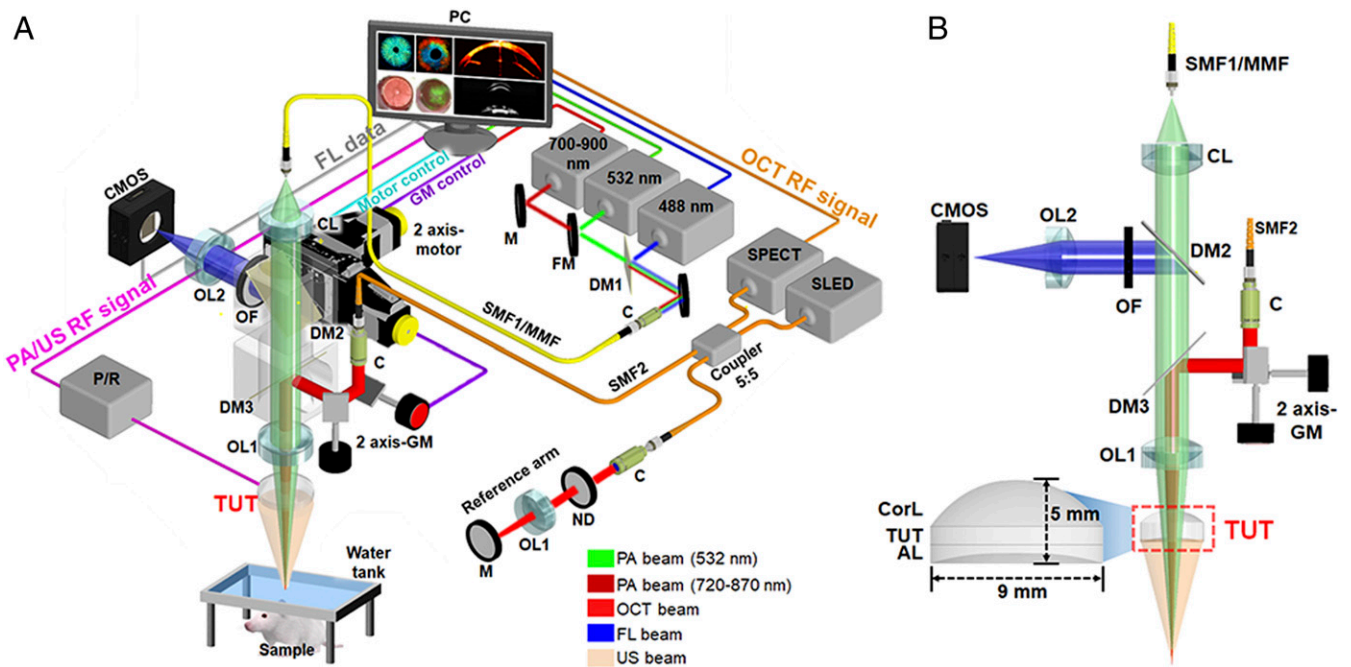 A
PC
FL data
Motor control
GM control
CMOS
CL
2 axis-
motor
OL2
OF
DM2
PA/US RF signal
P/R
C
DM3
2 axis-GM
OL1
TUT
Water
tank
Sample
700-900
nm
532 nm
488 nm
M
FM
DM1
C
OCT RF signal
SPECT
SLED
SMF1/MMF
SMF2
Coupler
5:5
Reference arm
C
ND
OL1
M
PA beam (532 nm)
PA beam (720-870 nm)
OCT beam
FL beam
US beam
B
SMF1/MMF
CL
CMOS
OL2
DM2
SMF2
OF
C
DM3
2 axis-
GM
OL1
CorL
TUT
AL
5 mm
9 mm
TUT